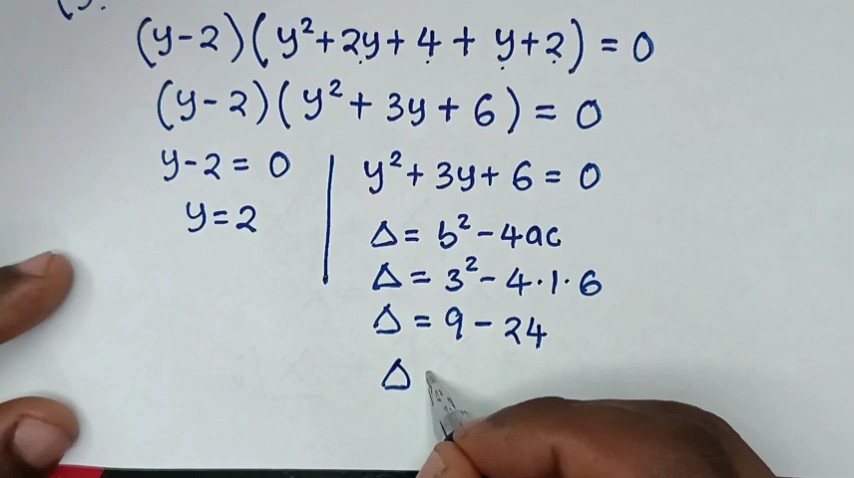 (y-2)(y²+2y+4+y+2)=0
(y-2)(y²+3y+6)=0
y-2=0
y=2
y²+3y+6=0
Δ=b²-4ac
Δ=3²-4·1·6
Δ=9-24
Δ